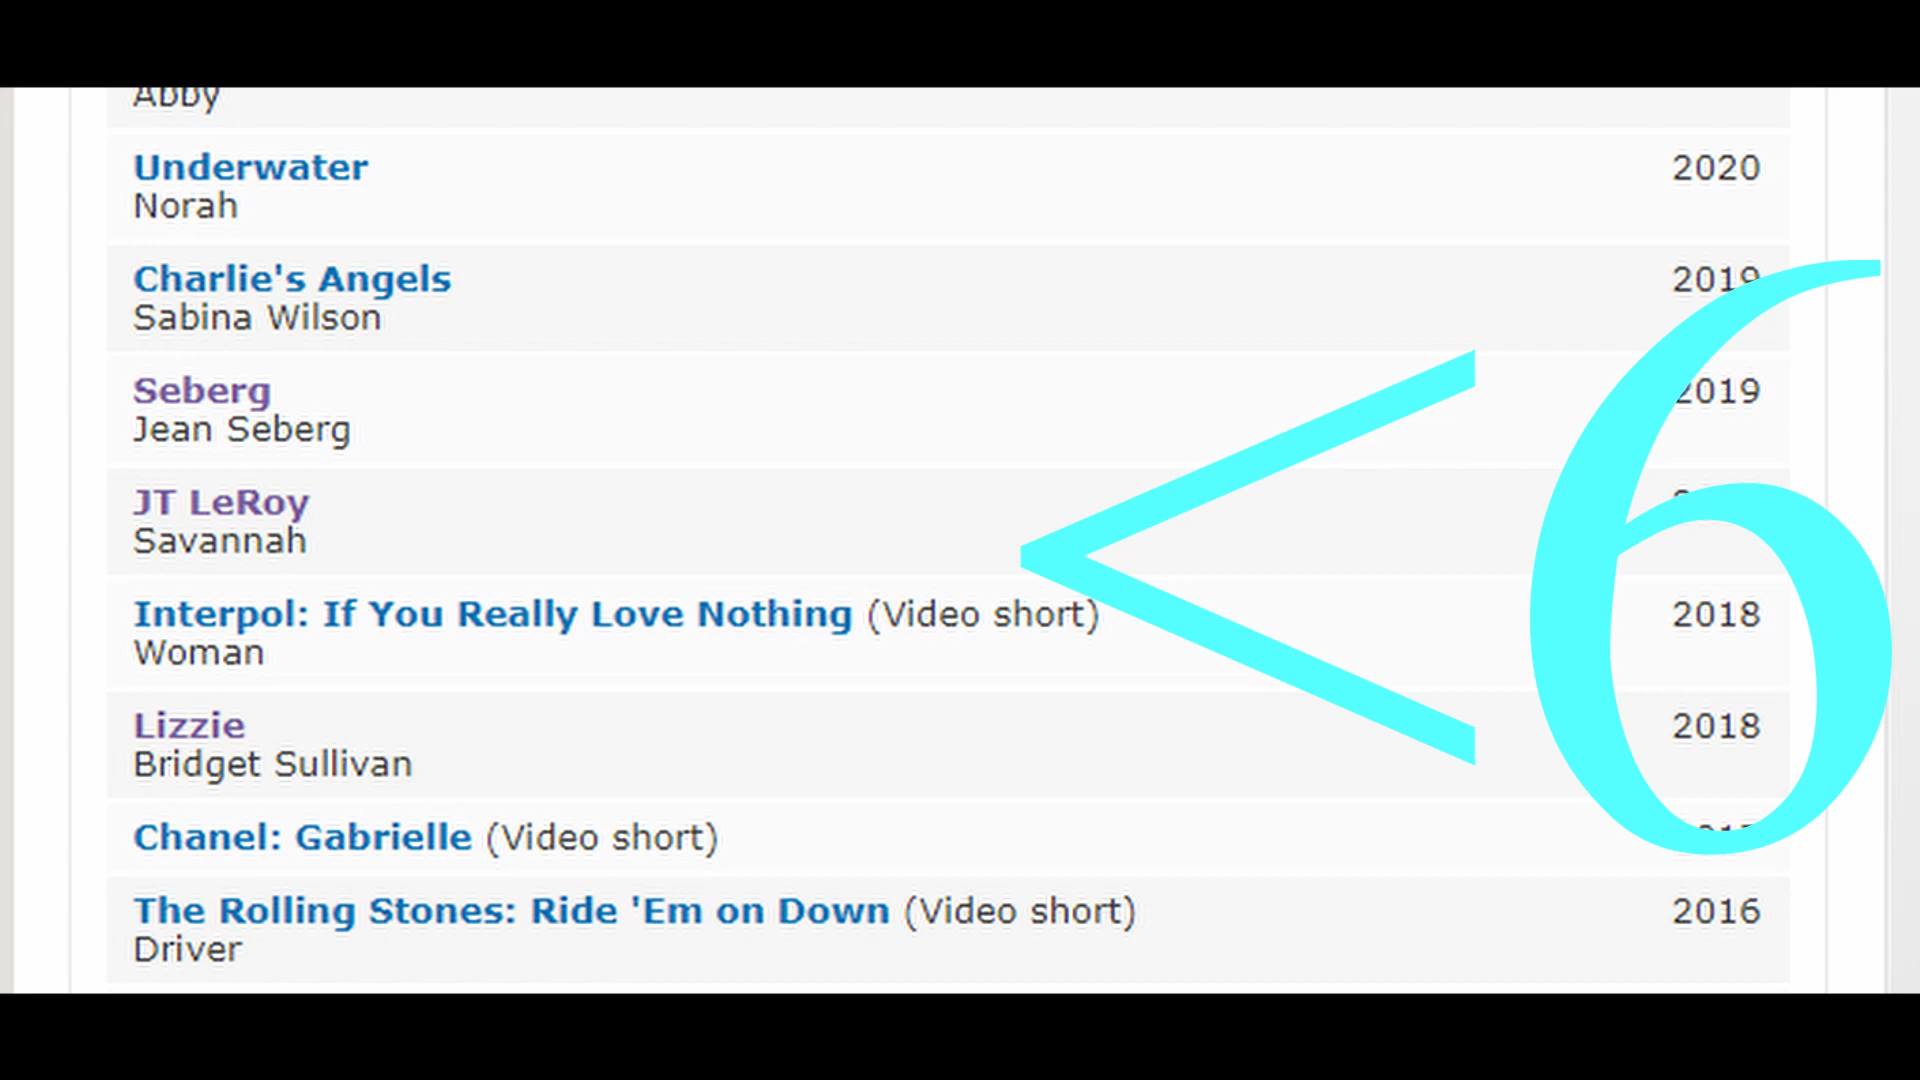 Abby
Underwater 2020
Norah
Charlie's Angels 2019
Sabina Wilson
Seberg 2019
Jean Seberg
<6
JT LeRoy
Savannah
Interpol: If You Really Love Nothing (Video short) 2018
Woman
Lizzie 2018
Bridget Sullivan
Chanel: Gabrielle (Video short)
The Rolling Stones: Ride 'Em on Down (Video short) 2016
Driver